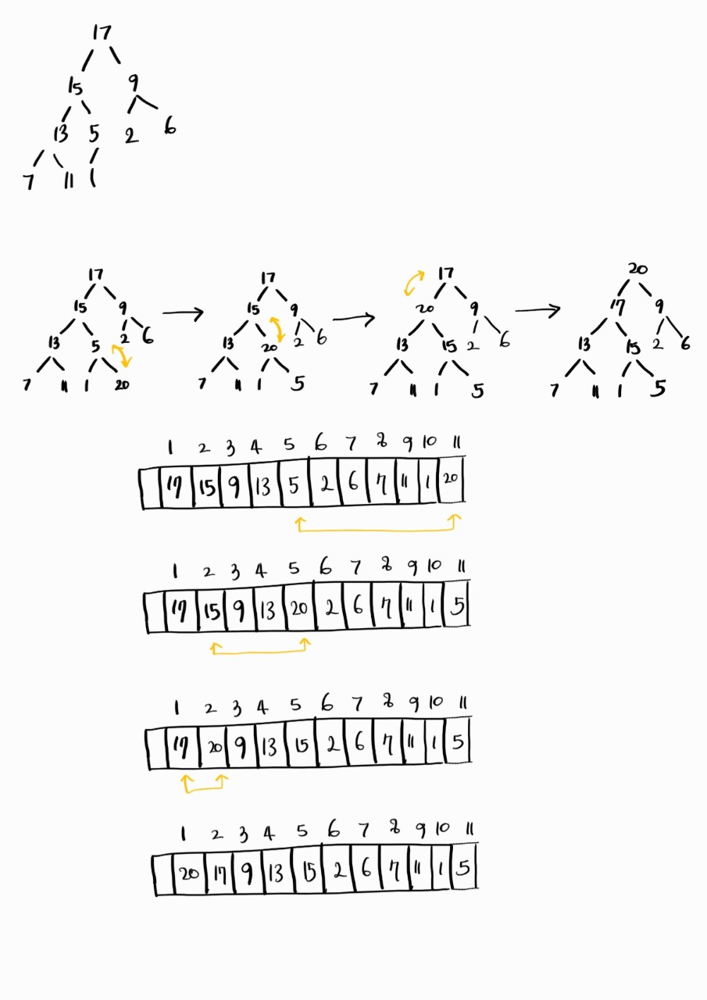 17
15 9
13 5 2 6
7 11 1
17 17 17 20
15 9 15 9 20 9 17 9
13 5 2 6 13 20 2 6 13 15 2 6 13 15 2 6
7 11 1 20 7 11 1 5 7 11 1 5 7 11 1 5
1 2 3 4 5 6 7 8 9 10 11
17 15 9 13 5 2 6 7 11 1 20
1 2 3 4 5 6 7 8 9 10 11
17 15 9 13 20 2 6 7 11 1 5
1 2 3 4 5 6 7 8 9 10 11
17 20 9 13 15 2 6 7 11 1 5
1 2 3 4 5 6 7 8 9 10 11
20 17 9 13 15 2 6 7 11 1 5